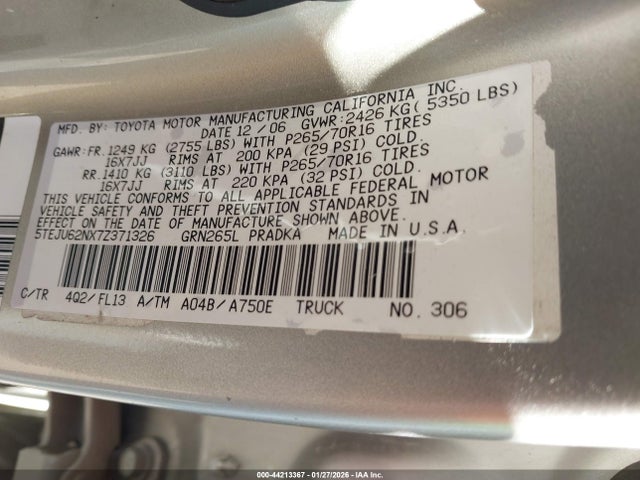 MFD. BY: TOYOTA MOTOR MANUFACTURING CALIFORNIA INC.
DATE 12 / 06 GVWR: 2426 KG( 5350 LBS)
GAWR: FR. 1249 KG (2755 LBS) WITH P265/70R16 TIRES
16X7JJ RIMS AT 200 KPA (29 PSI) COLD.
RR. 1410 KG (3110 LBS) WITH P265/70R16 TIRES
16X7JJ RIMS AT 220 KPA (32 PSI) COLD.
THIS VEHICLE CONFORMS TO ALL APPLICABLE FEDERAL MOTOR
VEHICLE SAFETY AND THEFT PREVENTION STANDARDS IN
EFFECT ON THE DATE OF MANUFACTURE SHOWN ABOVE.
5TEJU62NX7Z371326 GRN265L PRADKA MADE IN U.S.A.
C/TR 4Q2/FL13 A/TM A04B/A750E TRUCK NO. 306
000-44213367 - 01/27/2026 - IAA Inc.